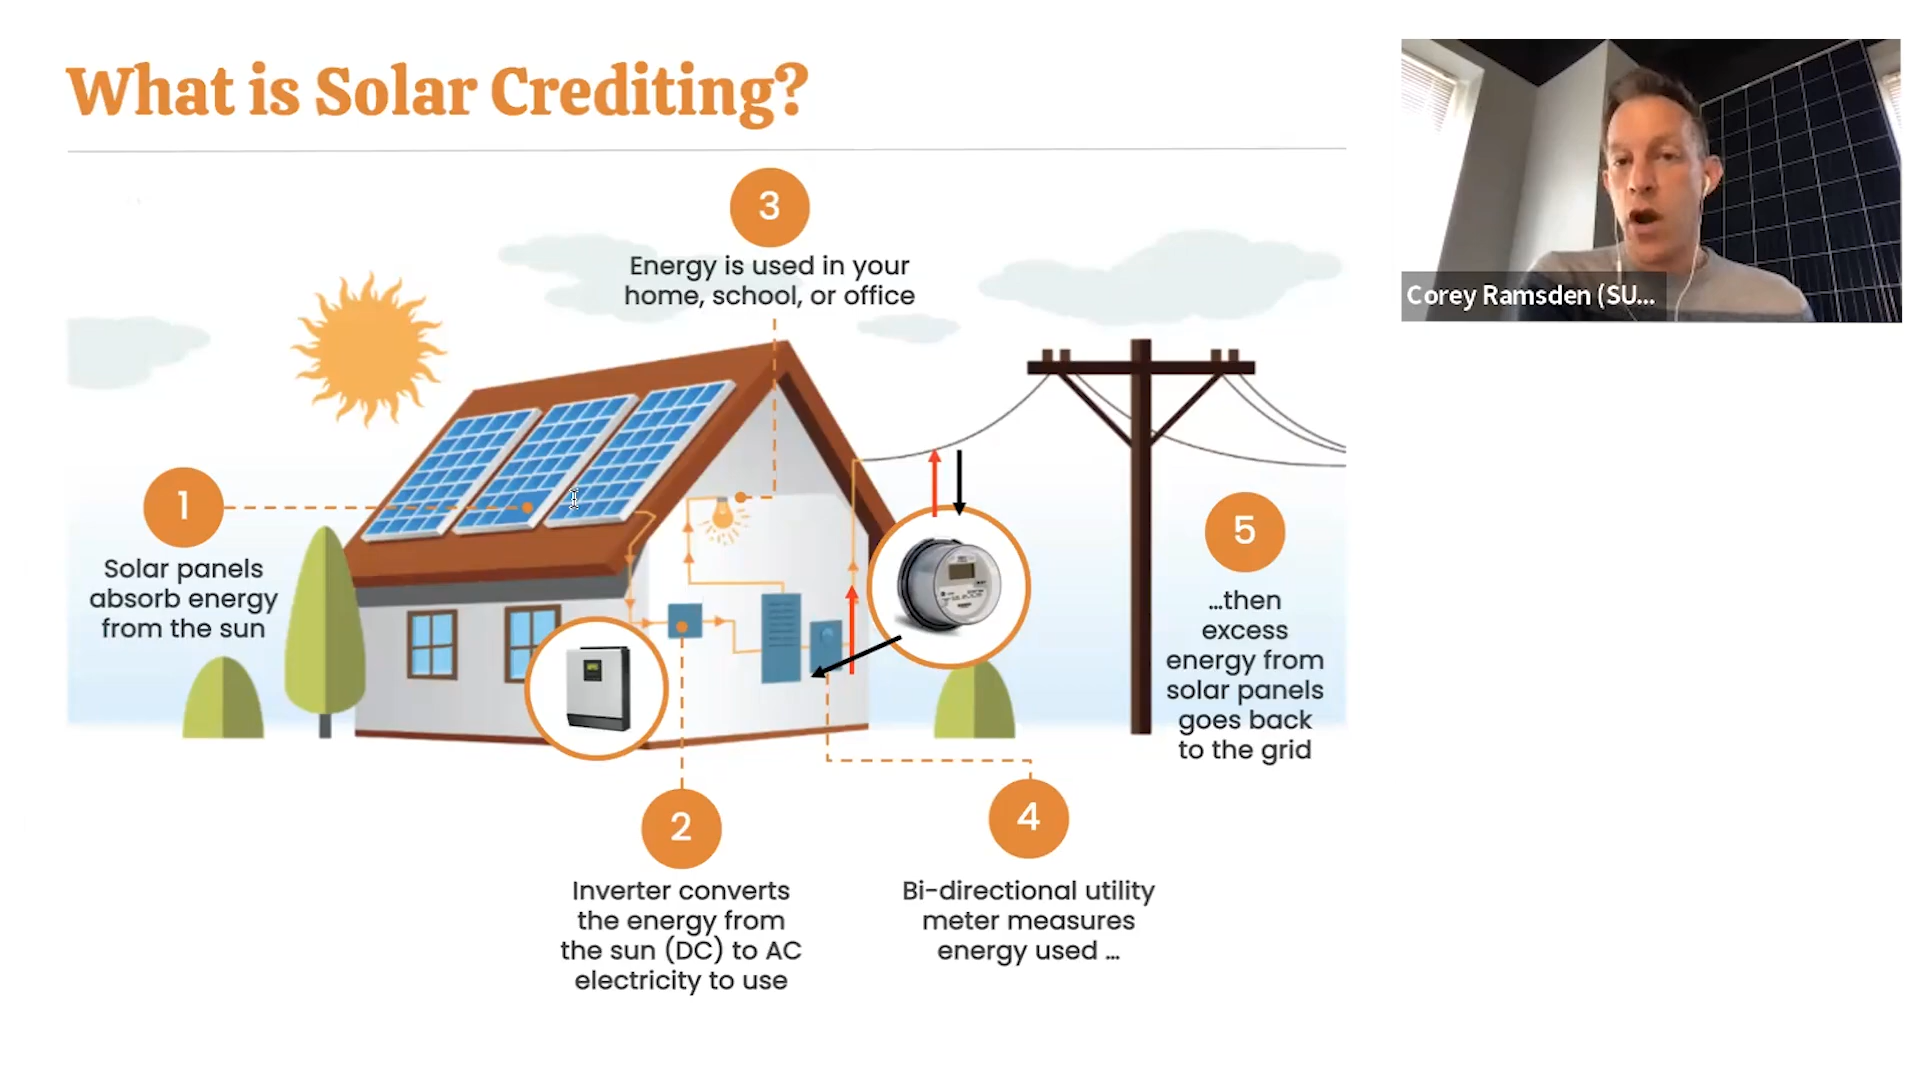 What is Solar Crediting?
3
Energy is used in your
home, school, or office
Corey Ramsden (SU...
1
Solar panels
absorb energy
from the sun
5
...then
excess
energy from
solar panels
goes back
to the grid
2
Inverter converts
the energy from
the sun (DC) to AC
electricity to use
4
Bi-directional utility
meter measures
energy used ...